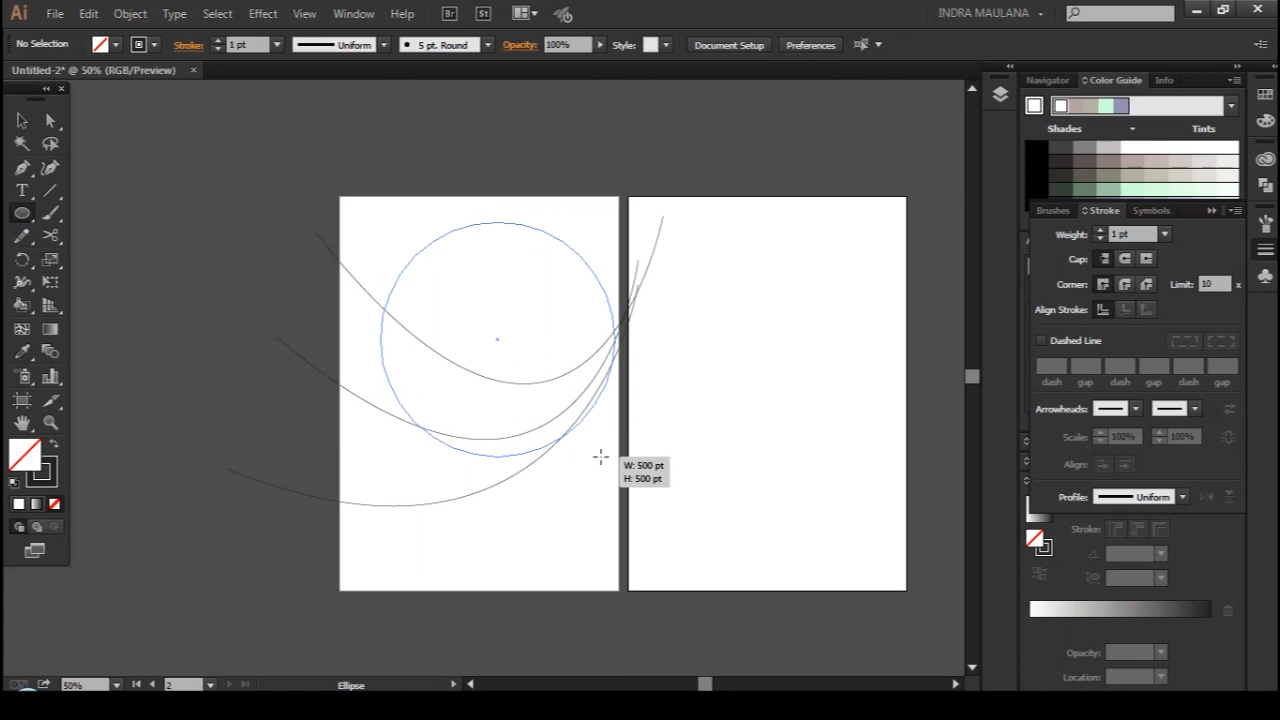 Ai File Edit Object Type Select Effect View Window Help Br St INDRA MAULANA
No Selection Stroke: 1 pt Uniform 5 pt. Round Opacity: 100% Style: Document Setup Preferences
Untitled-2* @ 50% (RGB/Preview)
Navigator Color Guide Info
Shades Tints
Brushes Stroke Symbols
Weight: 1 pt
Cap:
Corner: Limit: 10 x
Align Stroke:
Dashed Line
dash gap dash gap dash gap
Arrowheads:
Scale: 100% 100%
Align:
Profile: Uniform
Stroke:
Opacity:
Location:
W: 500 pt
H: 500 pt
50% 2 Ellipse